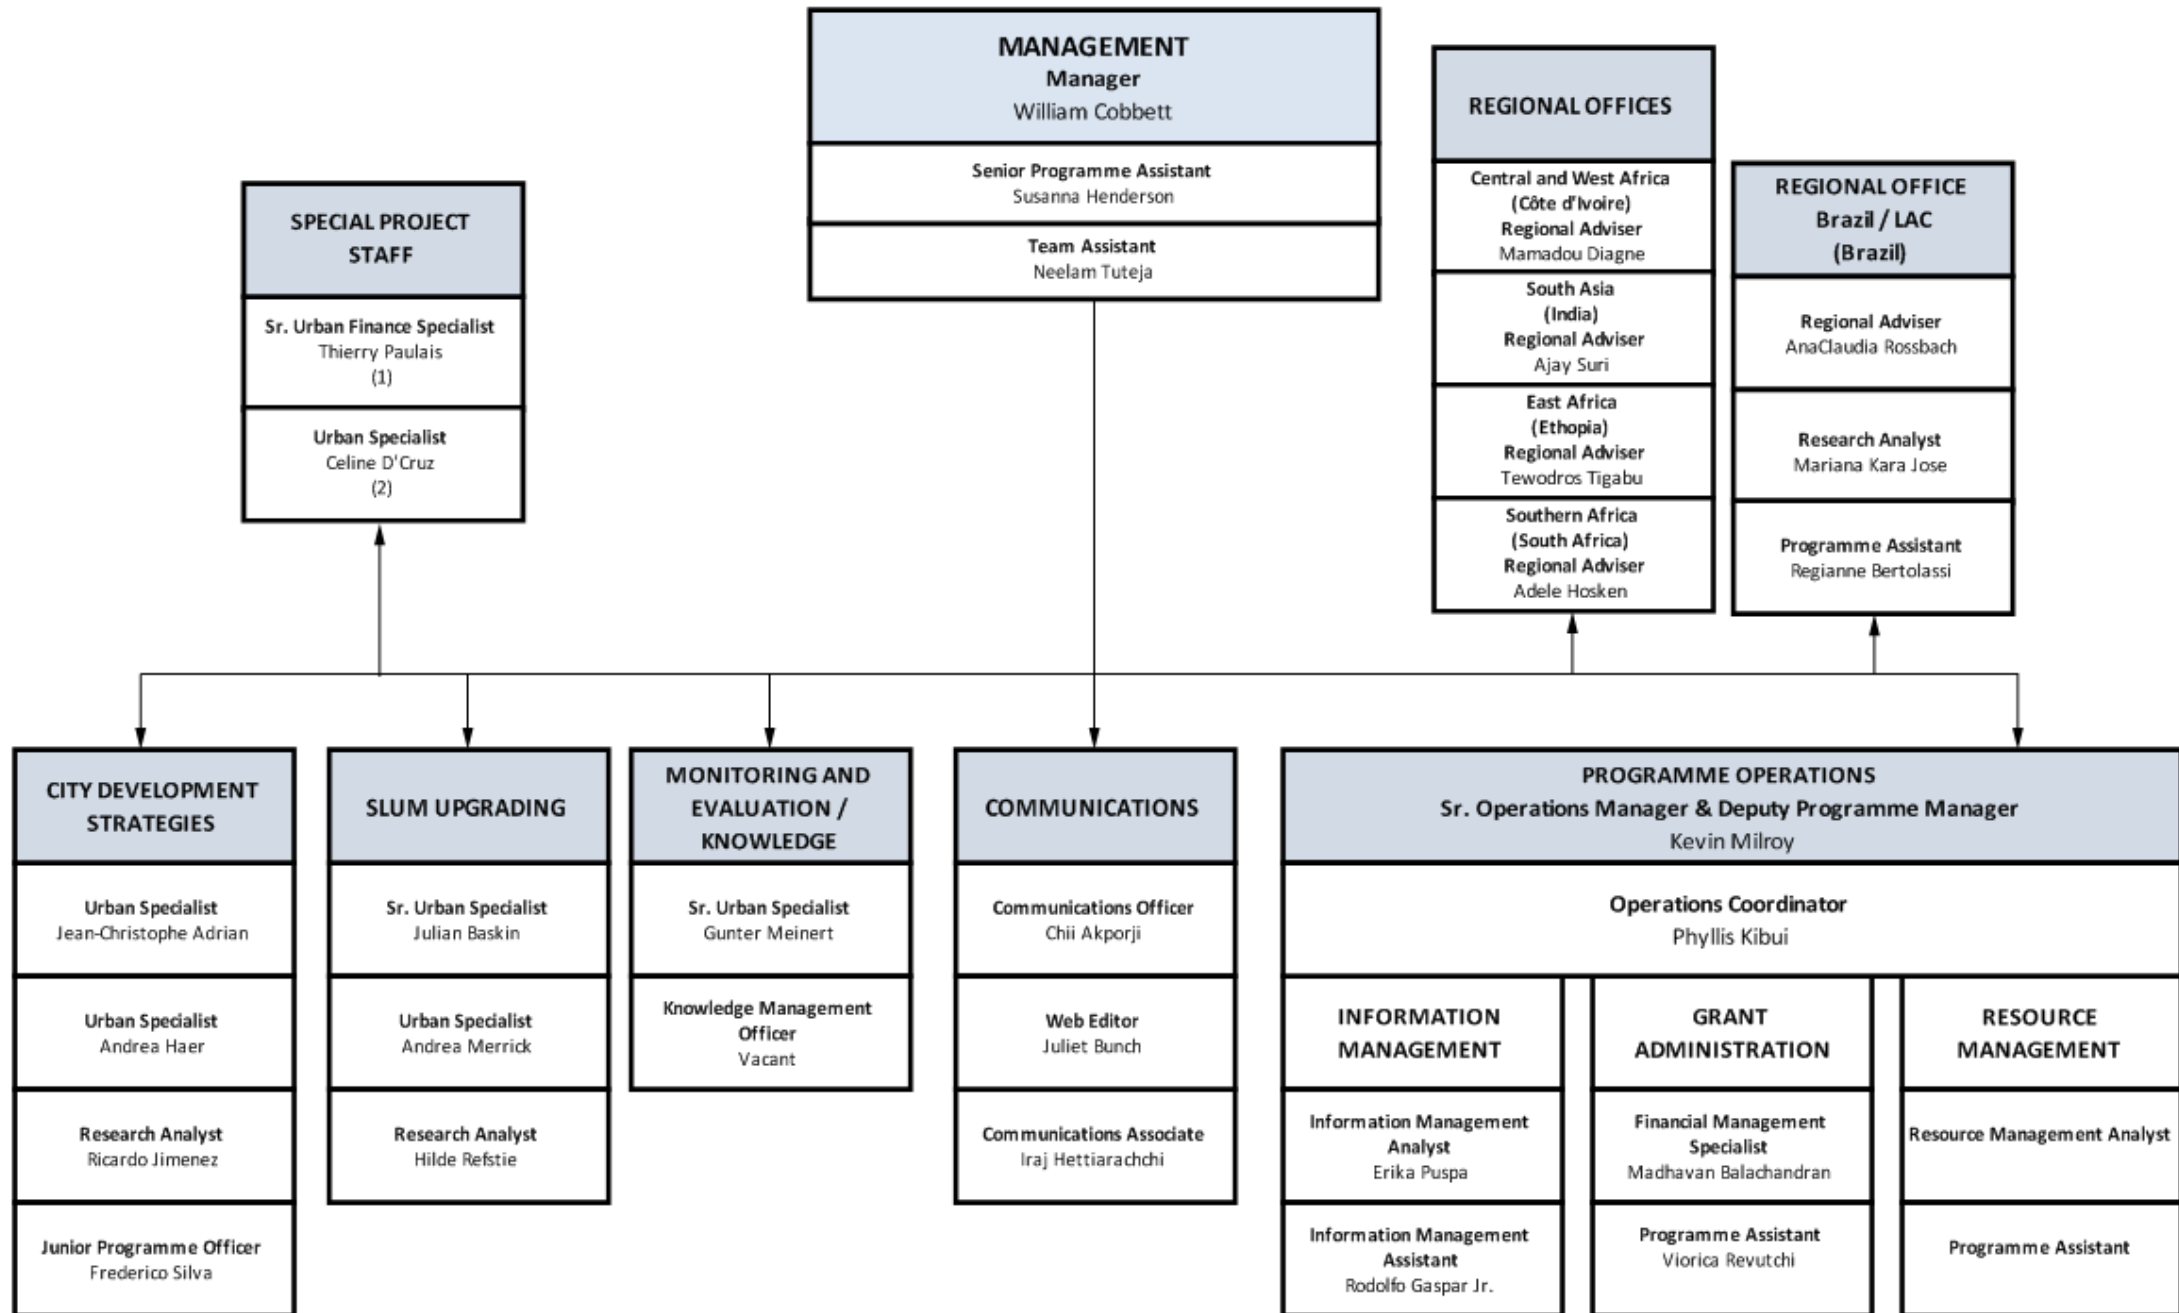 MANAGEMENT
Manager
William Cobbett
Senior Programme Assistant
Susanna Henderson
Team Assistant
Neelam Tuteja
SPECIAL PROJECT
STAFF
Sr. Urban Finance Specialist
Thierry Paulais
(1)
Urban Specialist
Celine D'Cruz
(2)
REGIONAL OFFICES
Central and West Africa
(Côte d'Ivoire)
Regional Adviser
Mamadou Diagne
South Asia
(India)
Regional Adviser
Ajay Suri
East Africa
(Ethopia)
Regional Adviser
Tewodros Tigabu
Southern Africa
(South Africa)
Regional Adviser
Adele Hosken
REGIONAL OFFICE
Brazil / LAC
(Brazil)
Regional Adviser
AnaClaudia Rossbach
Research Analyst
Mariana Kara Jose
Programme Assistant
Regianne Bertolassi
CITY DEVELOPMENT
STRATEGIES
Urban Specialist
Jean-Christophe Adrian
Urban Specialist
Andrea Haer
Research Analyst
Ricardo Jimenez
Junior Programme Officer
Frederico Silva
SLUM UPGRADING
Sr. Urban Specialist
Julian Baskin
Urban Specialist
Andrea Merrick
Research Analyst
Hilde Refstie
MONITORING AND
EVALUATION /
KNOWLEDGE
Sr. Urban Specialist
Gunter Meinert
Knowledge Management
Officer
Vacant
COMMUNICATIONS
Communications Officer
Chii Akporji
Web Editor
Juliet Bunch
Communications Associate
Iraj Hettiarachchi
PROGRAMME OPERATIONS
Sr. Operations Manager & Deputy Programme Manager
Kevin Milroy
Operations Coordinator
Phyllis Kibui
INFORMATION
MANAGEMENT
Information Management
Analyst
Erika Puspa
Information Management
Assistant
Rodolfo Gaspar Jr.
GRANT
ADMINISTRATION
Financial Management
Specialist
Madhavan Balachandran
Programme Assistant
Viorica Revutchi
RESOURCE
MANAGEMENT
Resource Management Analyst
Programme Assistant